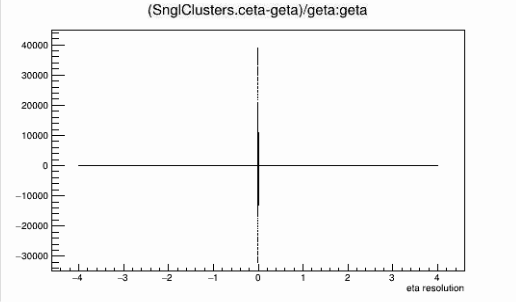 (SnglClusters.ceta-geta)/geta:geta
40000
30000
20000
10000
0
−10000
−20000
−30000
−4 −3 −2 −1 0 1 2 3 4
eta resolution